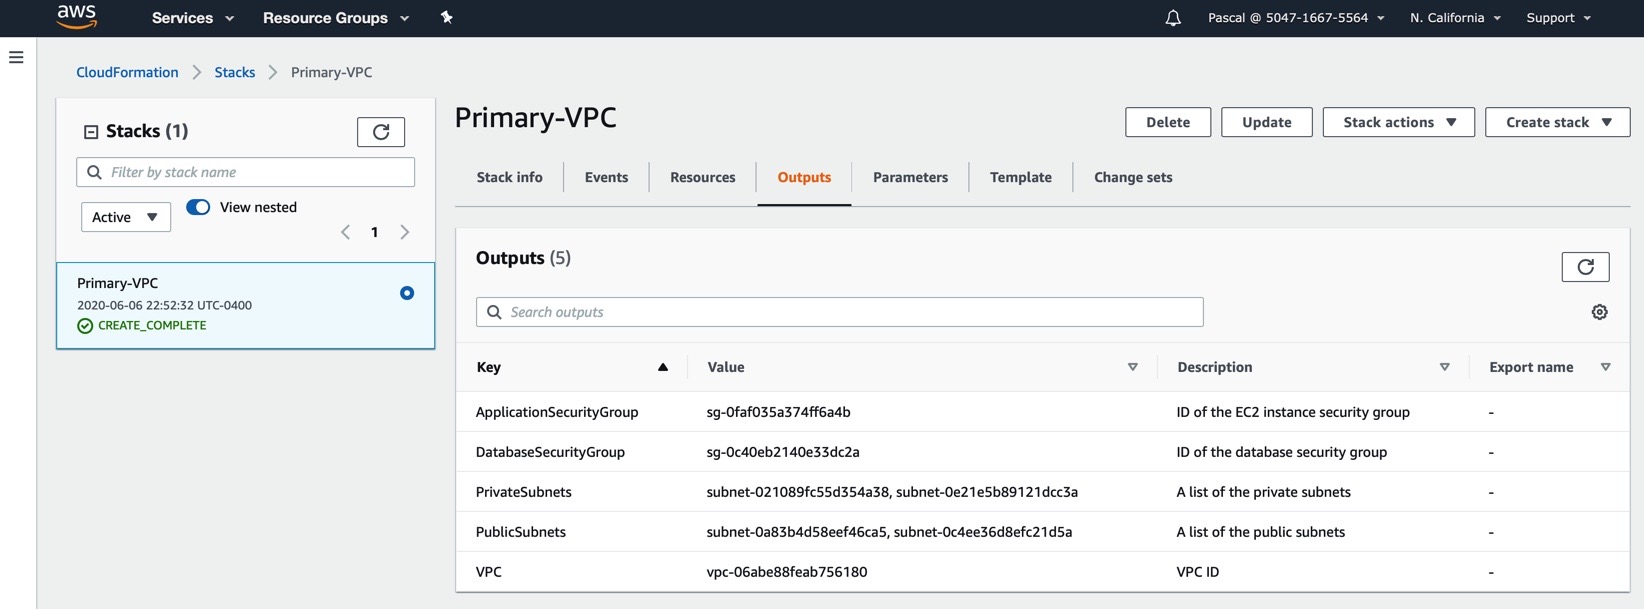 aws Services Resource Groups Pascal @ 5047-1667-5564 N. California Support
CloudFormation Stacks Primary-VPC
Stacks (1)
Filter by stack name
Active View nested
1
Primary-VPC
2020-06-06 22:52:32 UTC-0400
CREATE_COMPLETE
Primary-VPC Delete Update Stack actions Create stack
Stack info Events Resources Outputs Parameters Template Change sets
Outputs (5)
Search outputs
Key Value Description Export name
ApplicationSecurityGroup sg-0faf035a374ff6a4b ID of the EC2 instance security group -
DatabaseSecurityGroup sg-0c40eb2140e33dc2a ID of the database security group -
PrivateSubnets subnet-021089fc55d354a38, subnet-0e21e5b89121dcc3a A list of the private subnets -
PublicSubnets subnet-0a83b4d58eef46ca5, subnet-0c4ee36d8efc21d5a A list of the public subnets -
VPC vpc-06abe88feab756180 VPC ID -